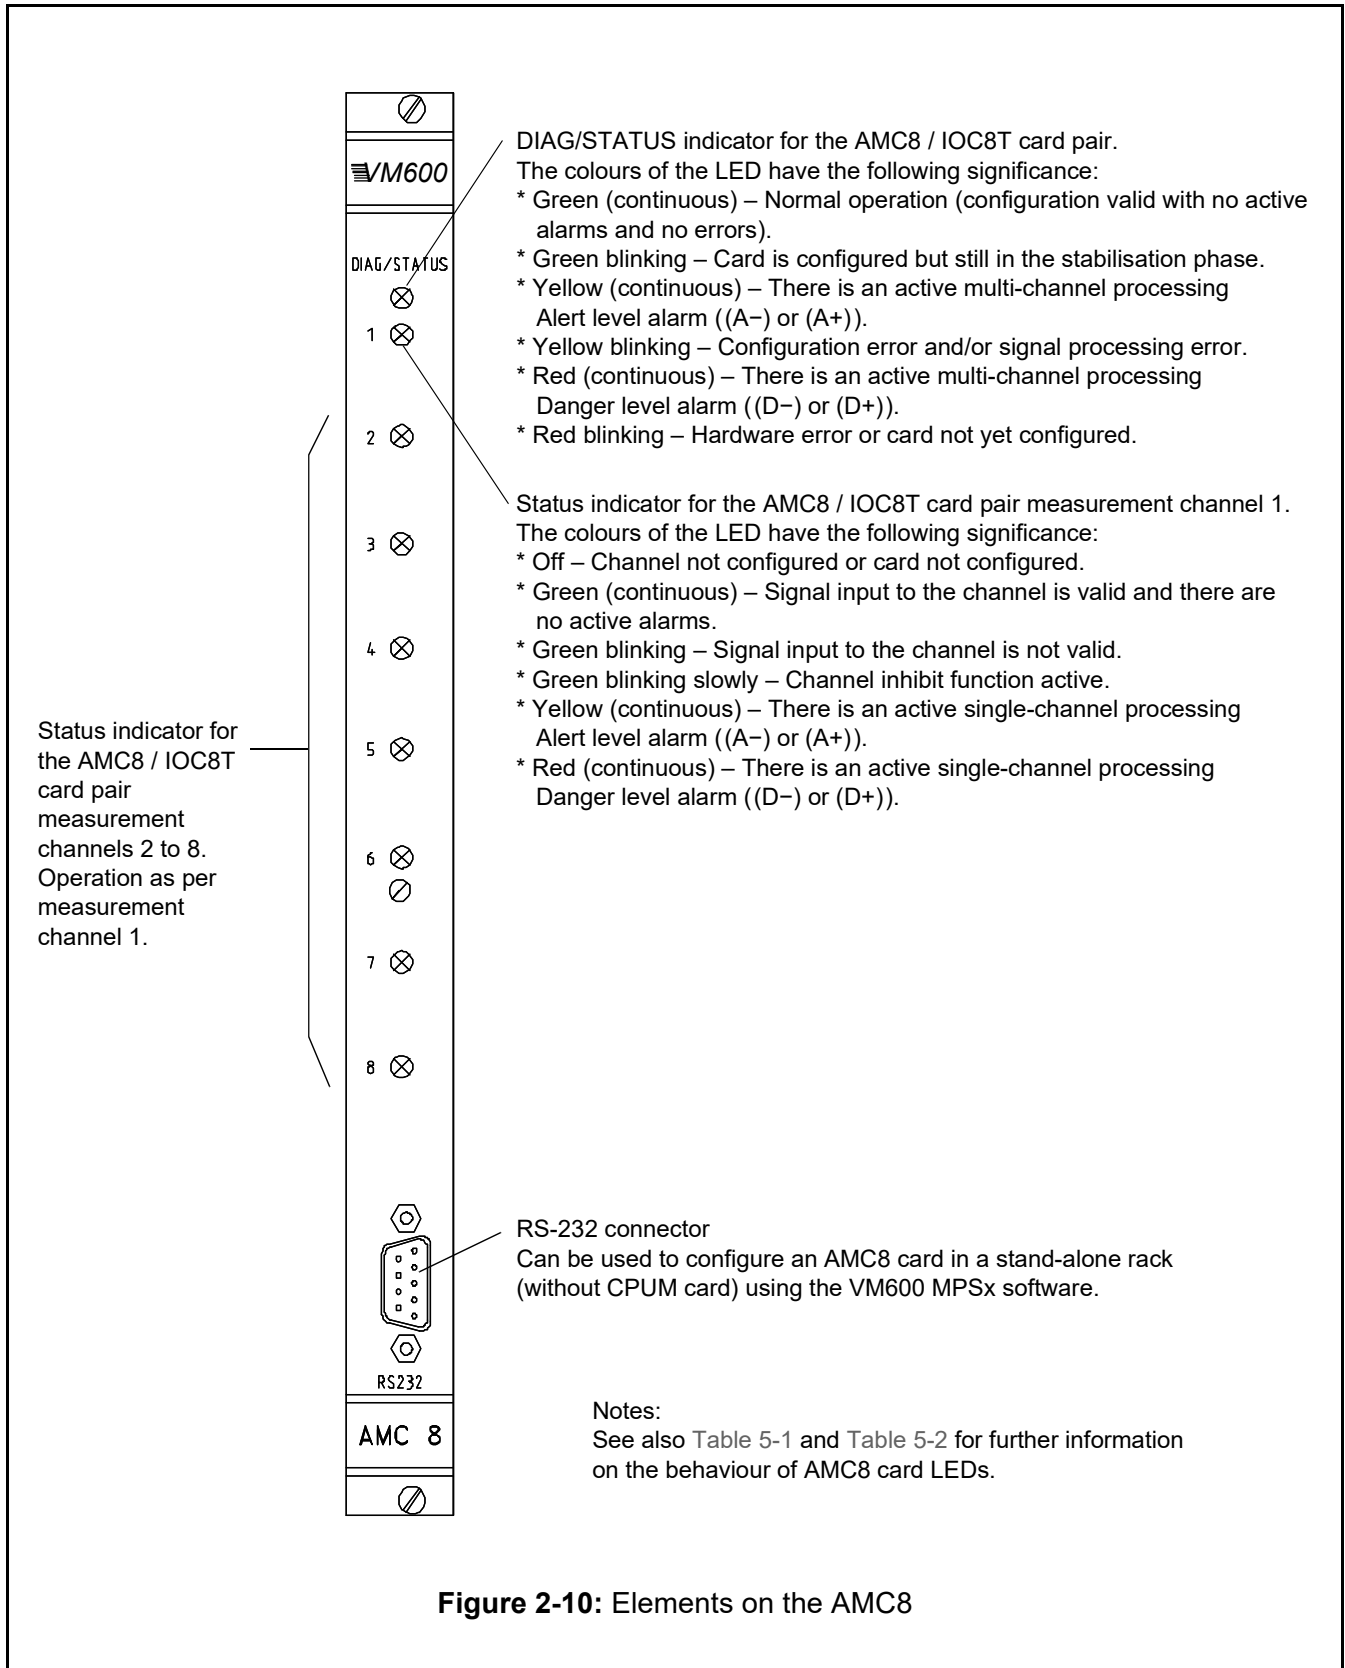 VM600
DIAG/STATUS
1
2
3
4
5
6
7
8
RS232
AMC 8
DIAG/STATUS indicator for the AMC8 / IOC8T card pair.
The colours of the LED have the following significance:
* Green (continuous) – Normal operation (configuration valid with no active
alarms and no errors).
* Green blinking – Card is configured but still in the stabilisation phase.
* Yellow (continuous) – There is an active multi-channel processing
Alert level alarm ((A−) or (A+)).
* Yellow blinking – Configuration error and/or signal processing error.
* Red (continuous) – There is an active multi-channel processing
Danger level alarm ((D−) or (D+)).
* Red blinking – Hardware error or card not yet configured.
Status indicator for the AMC8 / IOC8T card pair measurement channel 1.
The colours of the LED have the following significance:
* Off – Channel not configured or card not configured.
* Green (continuous) – Signal input to the channel is valid and there are
no active alarms.
* Green blinking – Signal input to the channel is not valid.
* Green blinking slowly – Channel inhibit function active.
* Yellow (continuous) – There is an active single-channel processing
Alert level alarm ((A−) or (A+)).
* Red (continuous) – There is an active single-channel processing
Danger level alarm ((D−) or (D+)).
Status indicator for
the AMC8 / IOC8T
card pair
measurement
channels 2 to 8.
Operation as per
measurement
channel 1.
RS-232 connector
Can be used to configure an AMC8 card in a stand-alone rack
(without CPUM card) using the VM600 MPSx software.
Notes:
See also Table 5-1 and Table 5-2 for further information
on the behaviour of AMC8 card LEDs.
Figure 2-10: Elements on the AMC8